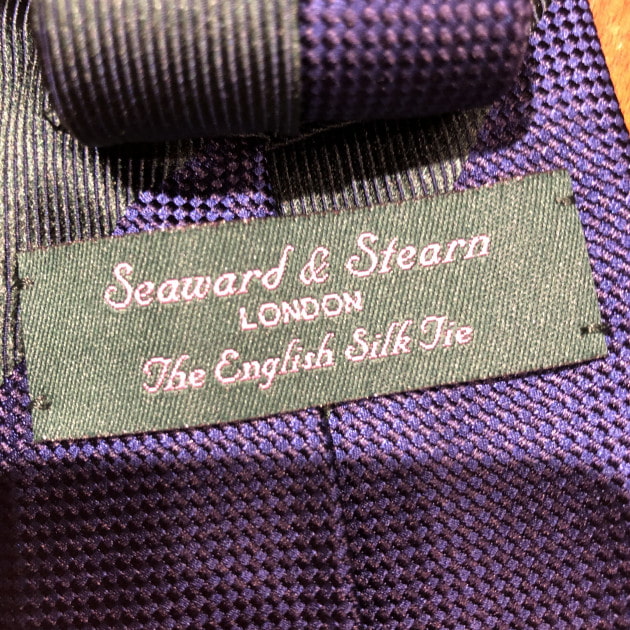 Seaward & Stearn
LONDON
The English Silk Tie